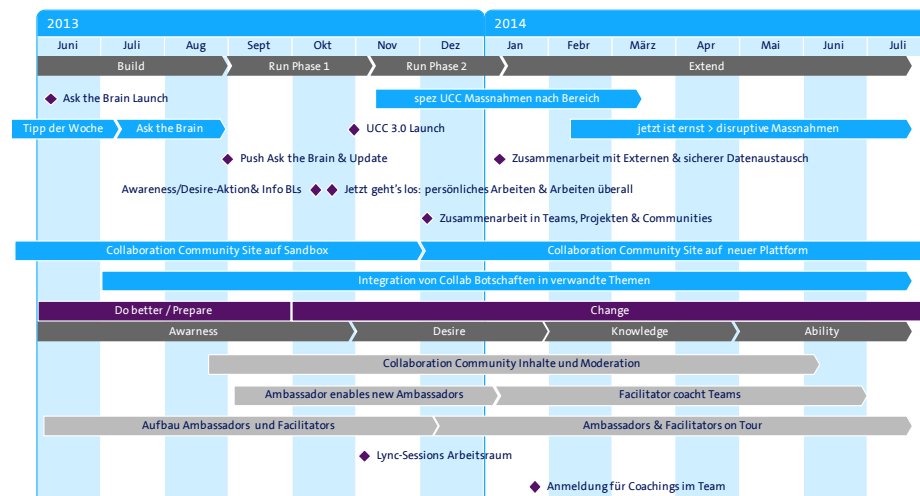 2013 2014
Juni Juli Aug Sept Okt Nov Dez Jan Febr März Apr Mai Juni Juli
Build Run Phase 1 Run Phase 2 Extend
Ask the Brain Launch spez UCC Massnahmen nach Bereich
Tipp der Woche Ask the Brain UCC 3.0 Launch jetzt ist ernst > disruptive Massnahmen
Push Ask the Brain & Update Zusammenarbeit mit Externen & sicherer Datenaustausch
Awareness/Desire-Aktion& Info BLs Jetzt geht's los: persönliches Arbeiten & Arbeiten überall
Zusammenarbeit in Teams, Projekten & Communities
Collaboration Community Site auf Sandbox Collaboration Community Site auf neuer Plattform
Integration von Collab Botschaften in verwandte Themen
Do better / Prepare Change
Awarness Desire Knowledge Ability
Collaboration Community Inhalte und Moderation
Ambassador enables new Ambassadors Facilitator coacht Teams
Aufbau Ambassadors und Facilitators Ambassadors & Facilitators on Tour
Lync-Sessions Arbeitsraum
Anmeldung für Coachings im Team